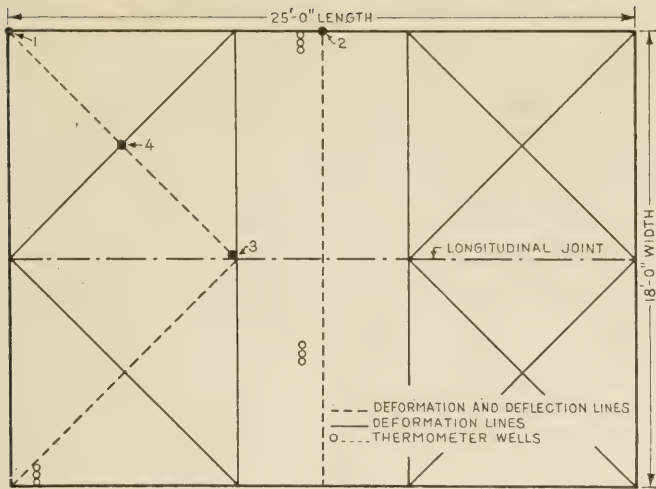 25'-0" LENGTH
1
2
4
3
LONGITUDINAL JOINT
18'-0" WIDTH
--- DEFORMATION AND DEFLECTION LINES
—— DEFORMATION LINES
o---- THERMOMETER WELLS